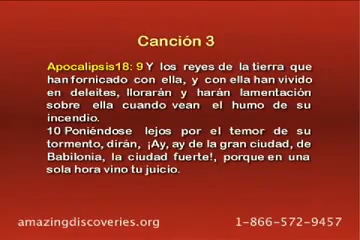 Canción 3
Apocalipsis18: 9 Y los reyes de la tierra que
han fornicado con ella, y con ella han vivido
en deleites, llorarán y harán lamentación
sobre ella cuando vean el humo de su
incendio.
10 Poniéndose lejos por el temor de su
tormento, dirán, ¡Ay, ay de la gran ciudad, de
Babilonia, la ciudad fuerte!, porque en una
sola hora vino tu juicio.
amazingdiscoveries.org 1-866-572-9457